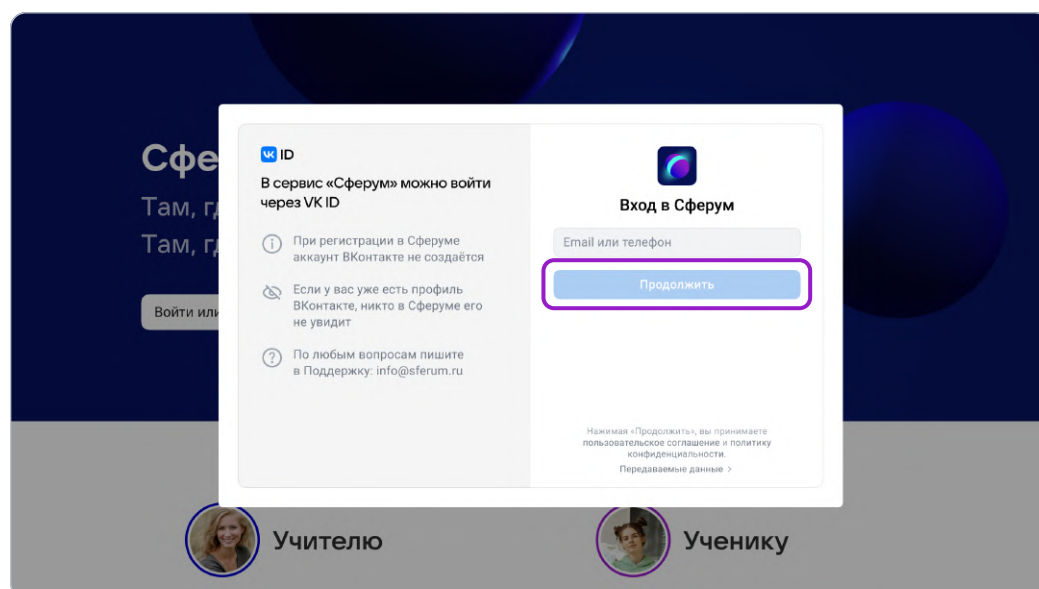 Сфе
Там, г
Там, г
Войти или
VK ID
В сервис «Сферум» можно войти
через VK ID
При регистрации в Сферуме
аккаунт ВКонтакте не создаётся
Если у вас уже есть профиль
ВКонтакте, никто в Сферуме его
не увидит
По любым вопросам пишите
в Поддержку: info@sferum.ru
Вход в Сферум
Email или телефон
Продолжить
Нажимая «Продолжить», вы принимаете
пользовательское соглашение и политику
конфиденциальности.
Передаваемые данные >
Учителю
Ученику